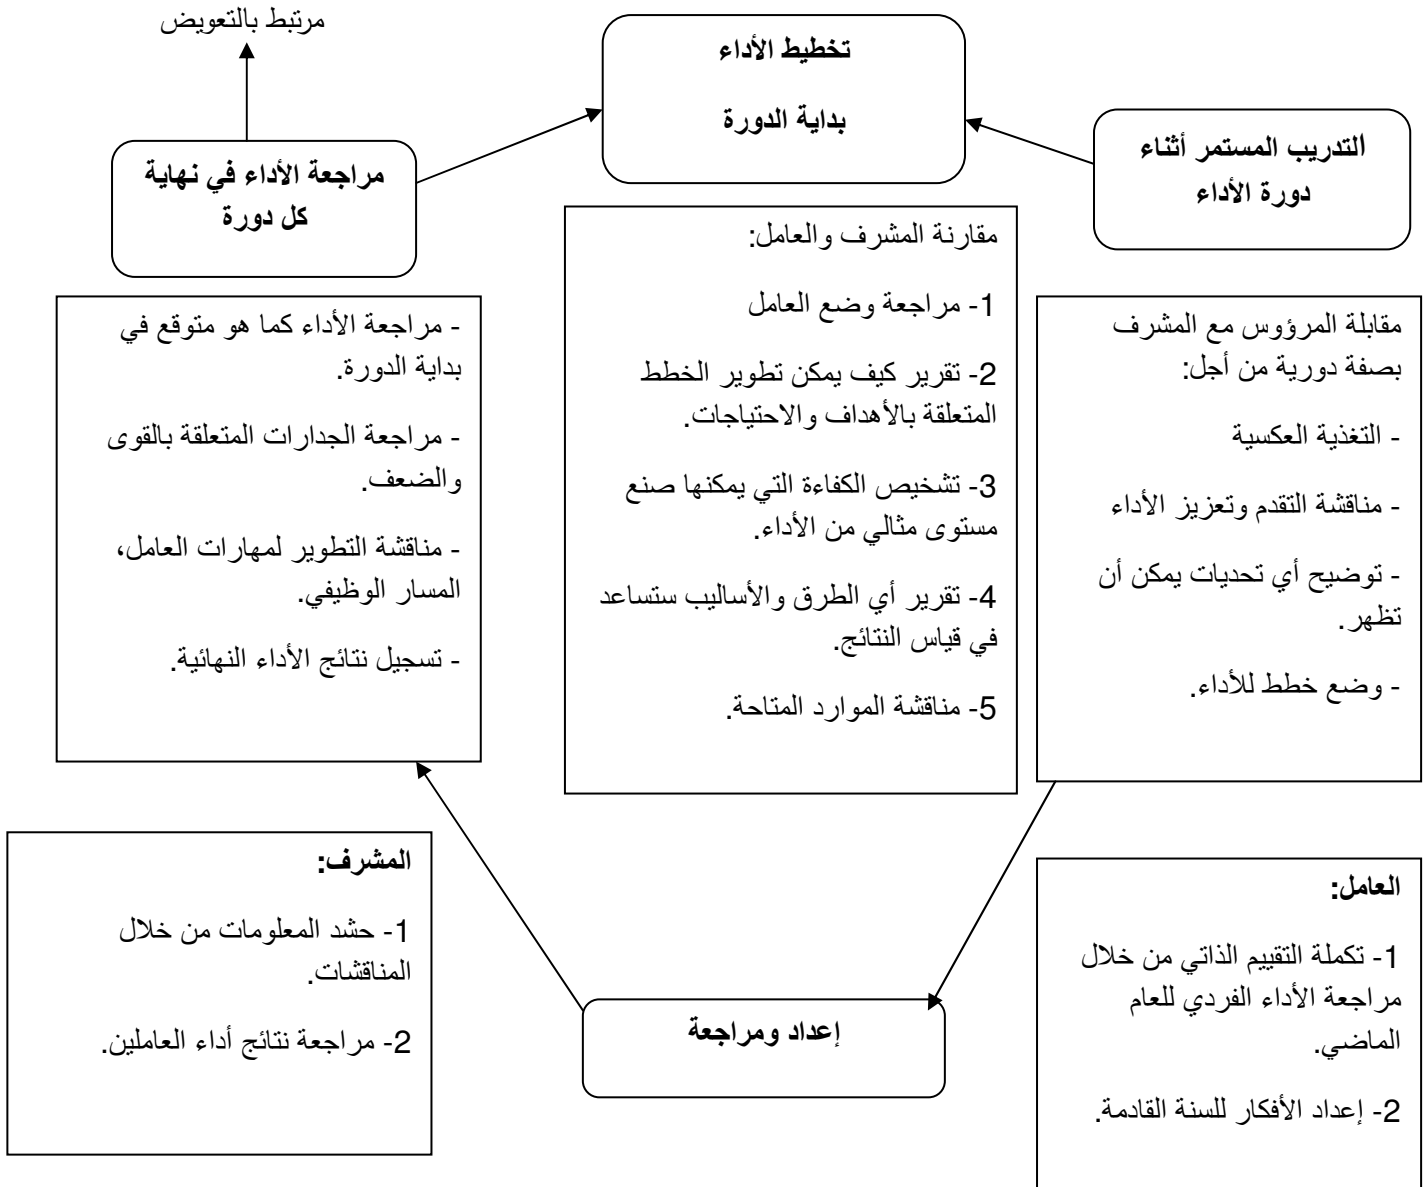 مرتبط بالتعويض
تخطيط الأداء
بداية الدورة
التدريب المستمر أثناء
دورة الأداء
مراجعة الأداء في نهاية
كل دورة
مقارنة المشرف والعامل:
1- مراجعة وضع العامل
2- تقرير كيف يمكن تطوير الخطط
المتعلقة بالأهداف والاحتياجات.
3- تشخيص الكفاءة التي يمكنها صنع
مستوى مثالي من الأداء.
4- تقرير أي الطرق والأساليب ستساعد
في قياس النتائج.
5- مناقشة الموارد المتاحة.
مقابلة المرؤوس مع المشرف
بصفة دورية من أجل:
- التغذية العكسية
- مناقشة التقدم وتعزيز الأداء
- توضيح أي تحديات يمكن أن
تظهر.
- وضع خطط للأداء.
- مراجعة الأداء كما هو متوقع في
بداية الدورة.
- مراجعة الجدارات المتعلقة بالقوى
والضعف.
- مناقشة التطوير لمهارات العامل،
المسار الوظيفي.
- تسجيل نتائج الأداء النهائية.
العامل:
1- تكملة التقييم الذاتي من خلال
مراجعة الأداء الفردي للعام
الماضي.
2- إعداد الأفكار للسنة القادمة.
إعداد ومراجعة
المشرف:
1- حشد المعلومات من خلال
المناقشات.
2- مراجعة نتائج أداء العاملين.